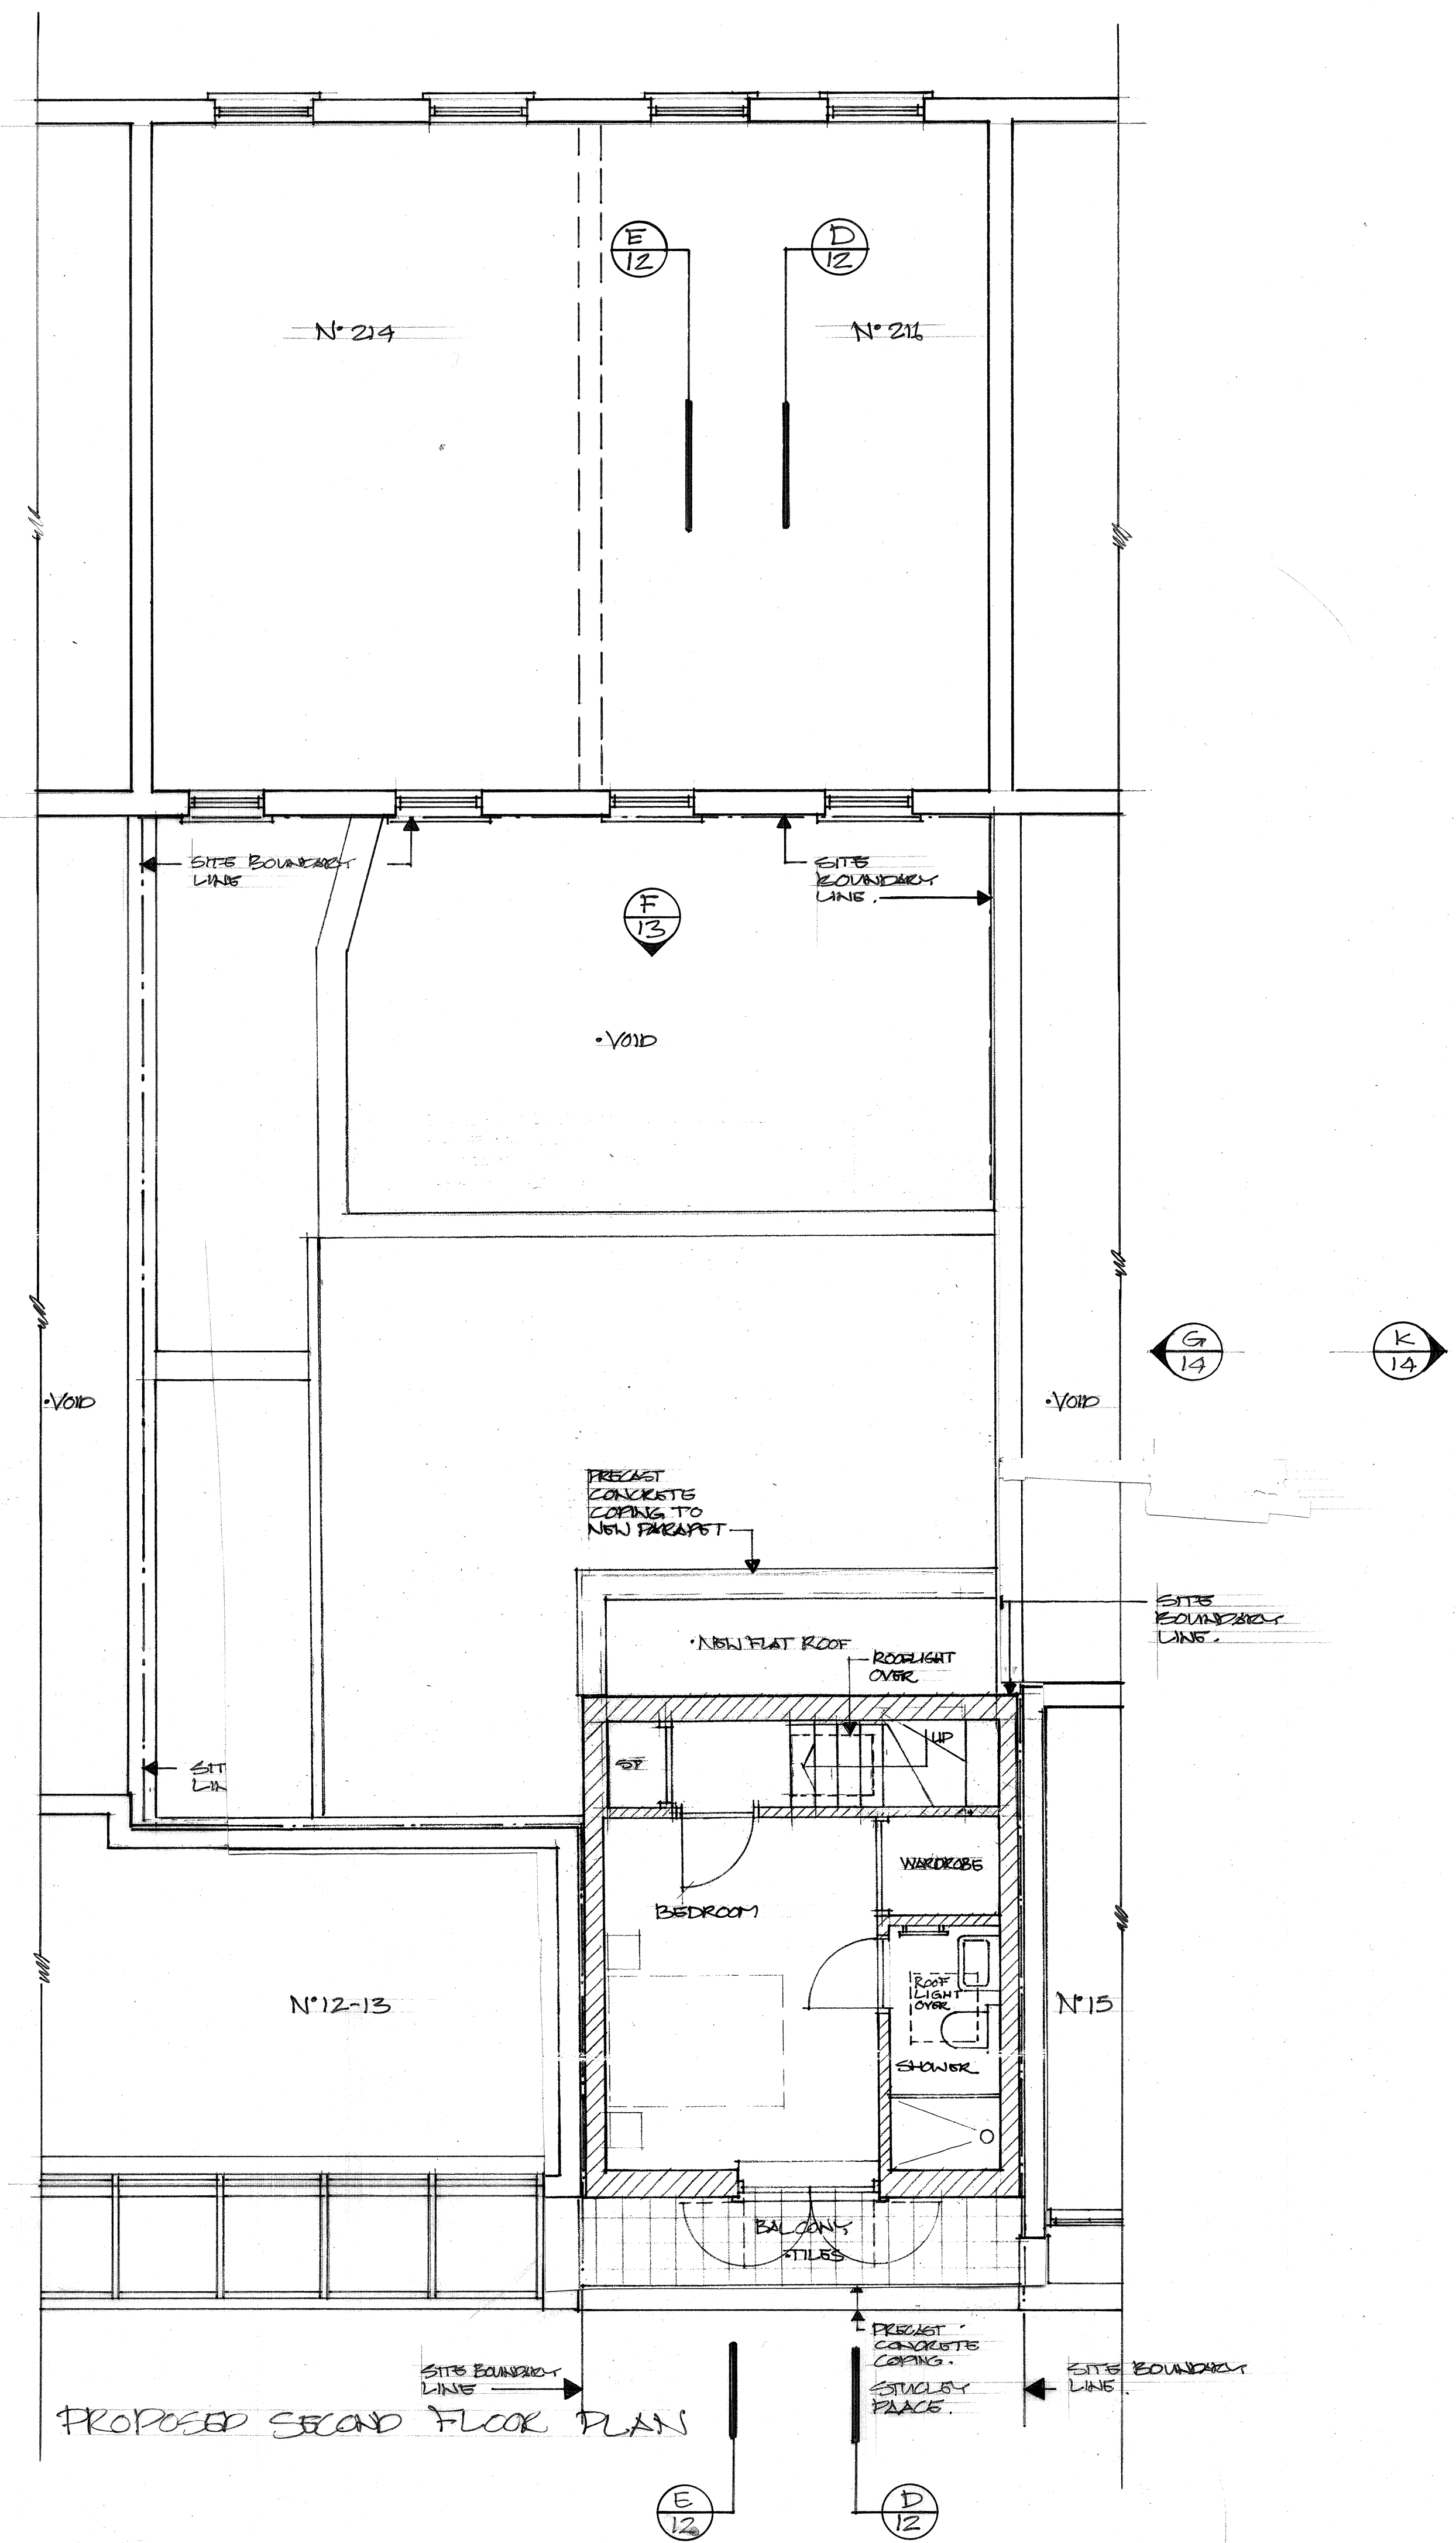 E
12
D
12
N° 214
N° 216
SITE BOUNDARY
LINE
SITE
BOUNDARY
LINE.
F
13
•VOID
G
14
K
14
•VOID
•VOID
PRECAST
CONCRETE
COPING TO
NEW PARAPET
SITE
BOUNDARY
LINE.
•NEW FLAT ROOF
ROOFLIGHT
OVER
UP
ST
SIT
LIN
WARDROBE
BEDROOM
ROOF
LIGHT
OVER
N° 12-13
N° 15
SHOWER
BALCONY
•TILES
PRECAST
CONCRETE
COPING.
STUCLEY
PLACE.
SITE BOUNDARY
LINE
SITE BOUNDARY
LINE.
PROPOSED SECOND FLOOR PLAN
E
12
D
12